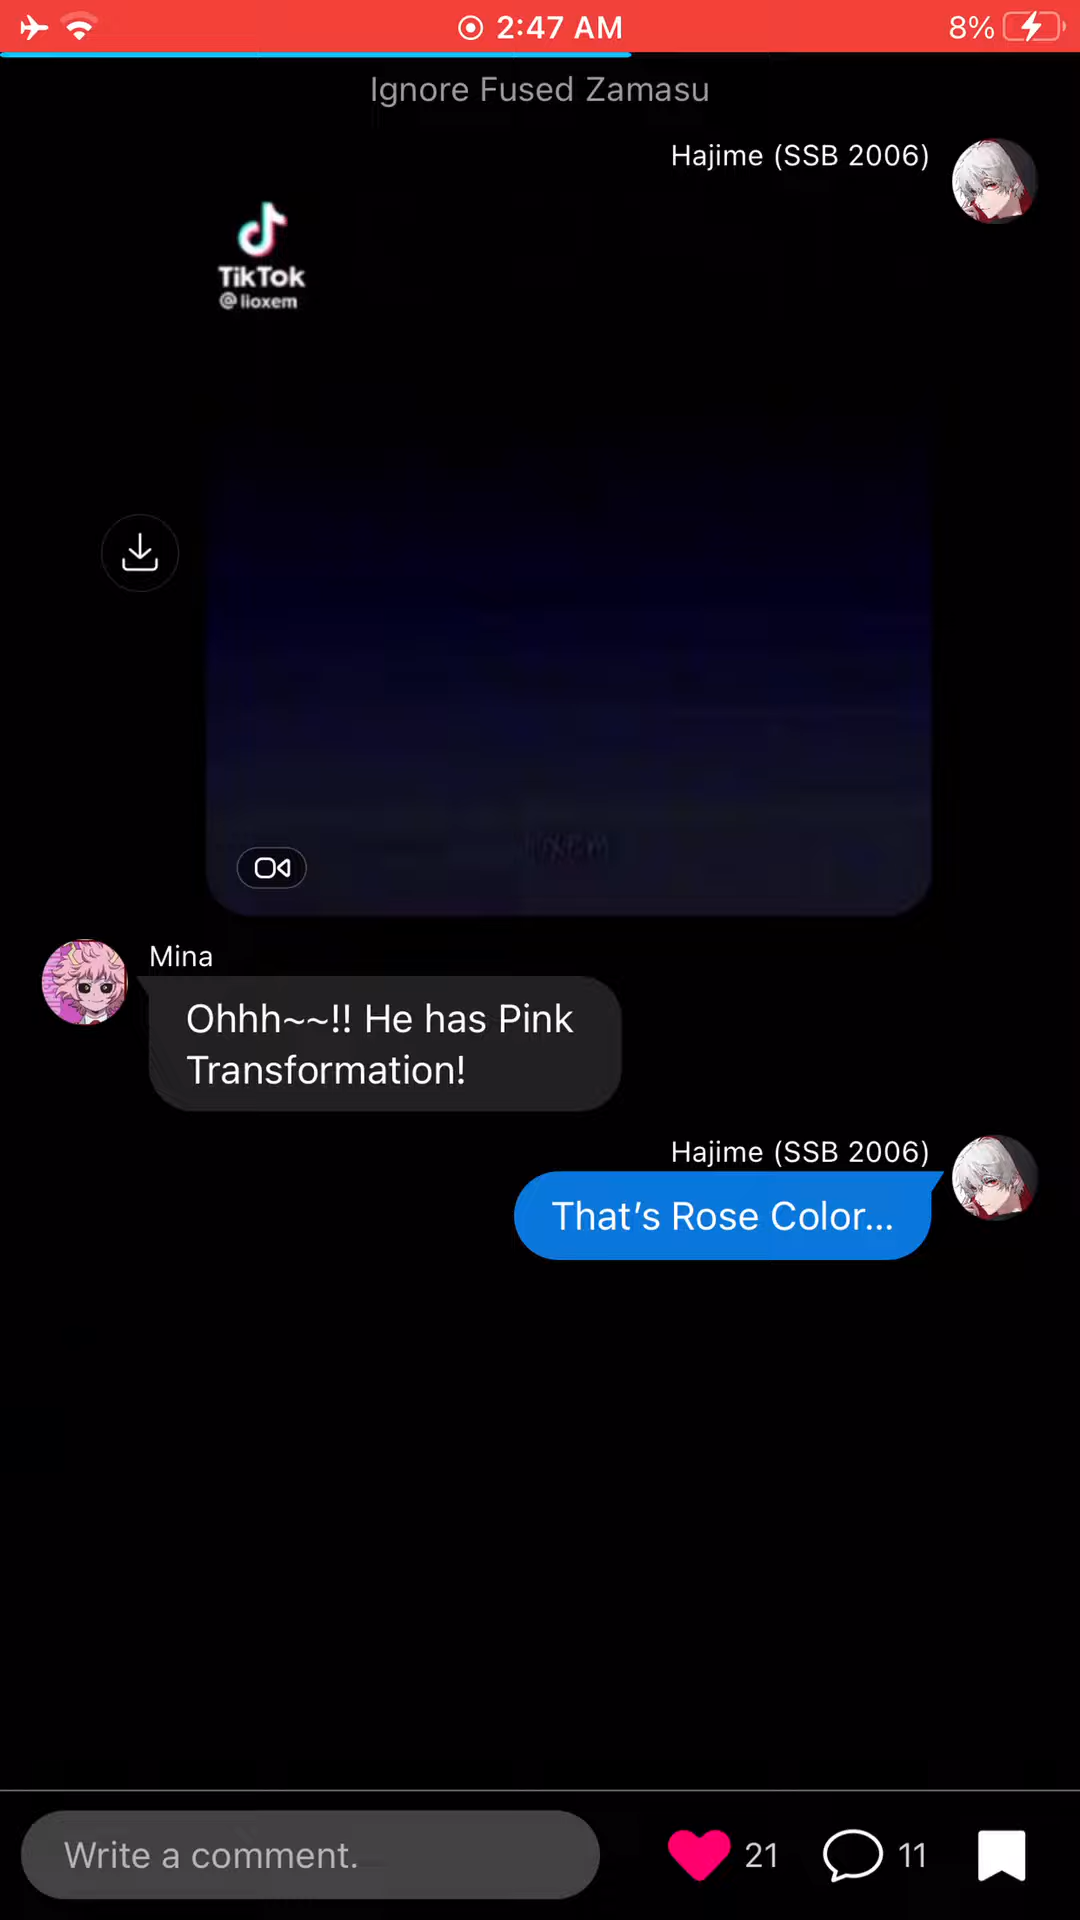 2:47 AM
8%
Ignore Fused Zamasu
Hajime (SSB 2006)
TikTok
@lioxem
Mina
Ohhh~~!! He has Pink
Transformation!
Hajime (SSB 2006)
That's Rose Color...
Write a comment.
21
11